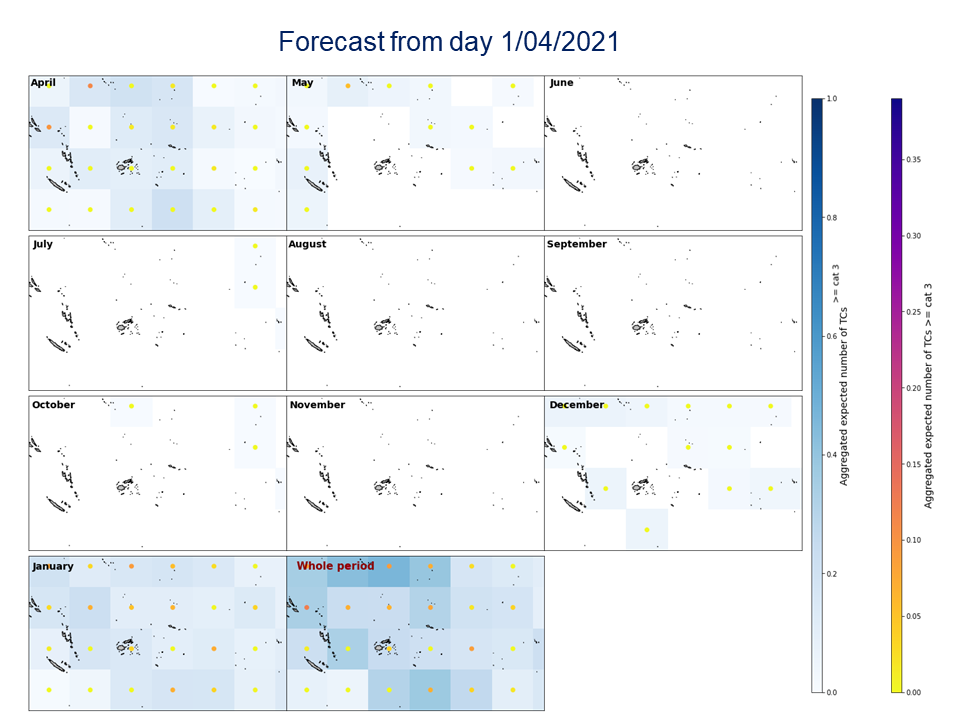 Forecast from day 1/04/2021
April
May
June
July
August
September
October
November
December
January
Whole period
1.0
0.8
0.6
0.4
0.2
0.0
Aggregated expected number of TCs >= cat 3
0.35
0.30
0.25
0.20
0.15
0.10
0.05
0.00
Aggregated expected number of TCs >= cat 3